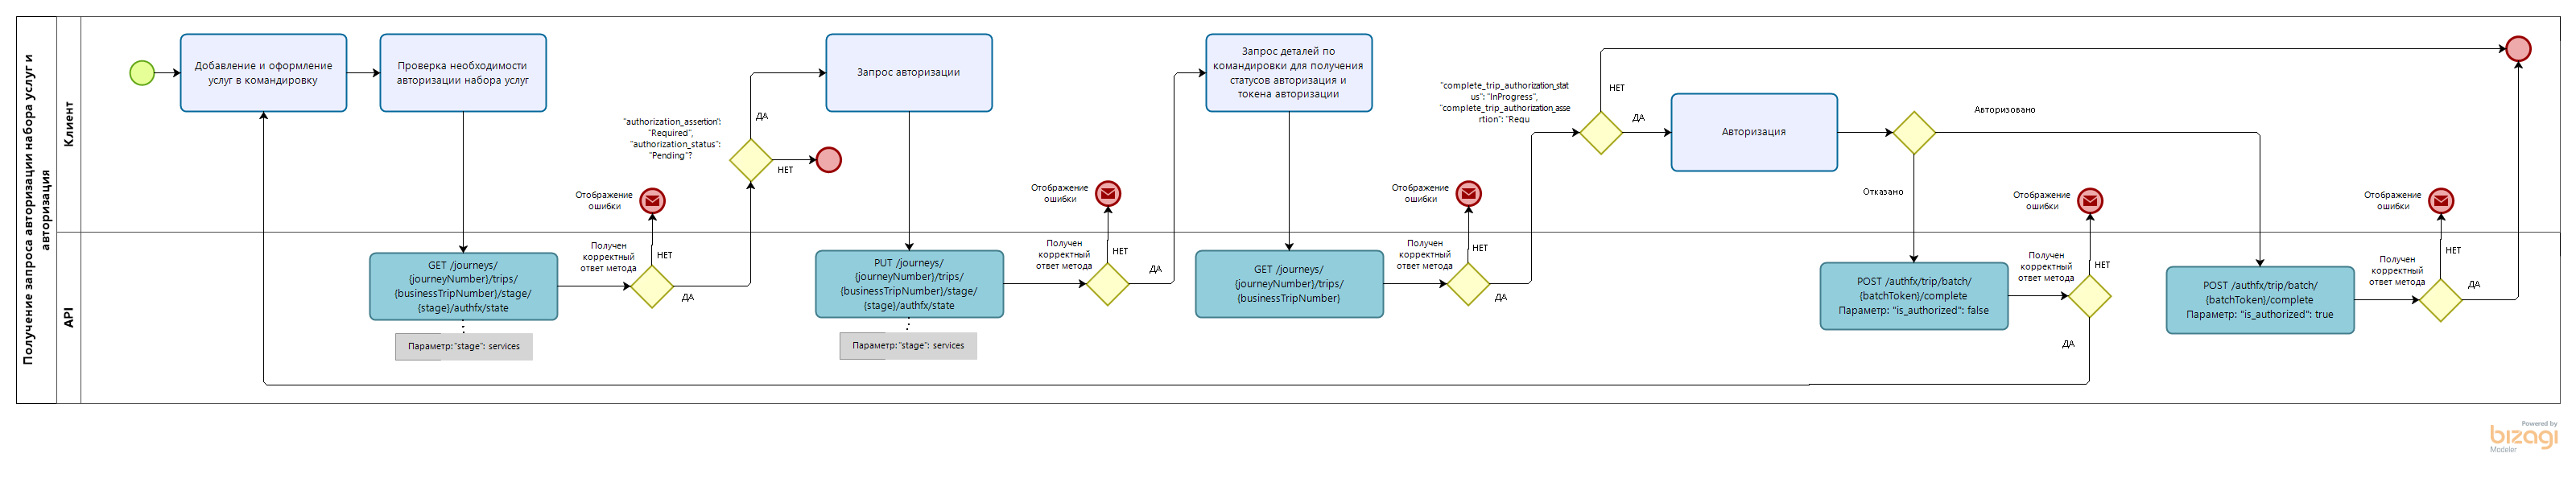 Получение запроса авторизации набора услуг и
авторизация
Клиент
API
Добавление и оформление
услуг в командировку
Проверка необходимости
авторизации набора услуг
GET /journeys/
{journeyNumber}/trips/
{businessTripNumber}/stage/
{stage}/authfx/state
Параметр:"stage": services
Получен
корректный
ответ метода
НЕТ
ДА
Отображение
ошибки
"authorization_assertion":
"Required",
"authorization_status":
"Pending"?
ДА
НЕТ
Запрос авторизации
PUT /journeys/
{journeyNumber}/trips/
{businessTripNumber}/stage/
{stage}/authfx/state
Параметр:"stage": services
Получен
корректный
ответ метода
НЕТ
ДА
Отображение
ошибки
Запрос деталей по
командировки для получения
статусов авторизация и
токена авторизации
GET /journeys/
{journeyNumber}/trips/
{businessTripNumber}
Получен
корректный
ответ метода
НЕТ
ДА
Отображение
ошибки
"complete_trip_authorization_stat
us": "InProgress",
"complete_trip_authorization_asse
rtion": "Requ
НЕТ
ДА
Авторизация
Авторизовано
Отказано
POST /authfx/trip/batch/
{batchToken}/complete
Параметр: "is_authorized": false
Получен
корректный
ответ метода
НЕТ
ДА
Отображение
ошибки
POST /authfx/trip/batch/
{batchToken}/complete
Параметр: "is_authorized": true
Получен
корректный
ответ метода
НЕТ
ДА
Отображение
ошибки
Powered by
bizagi
Modeler